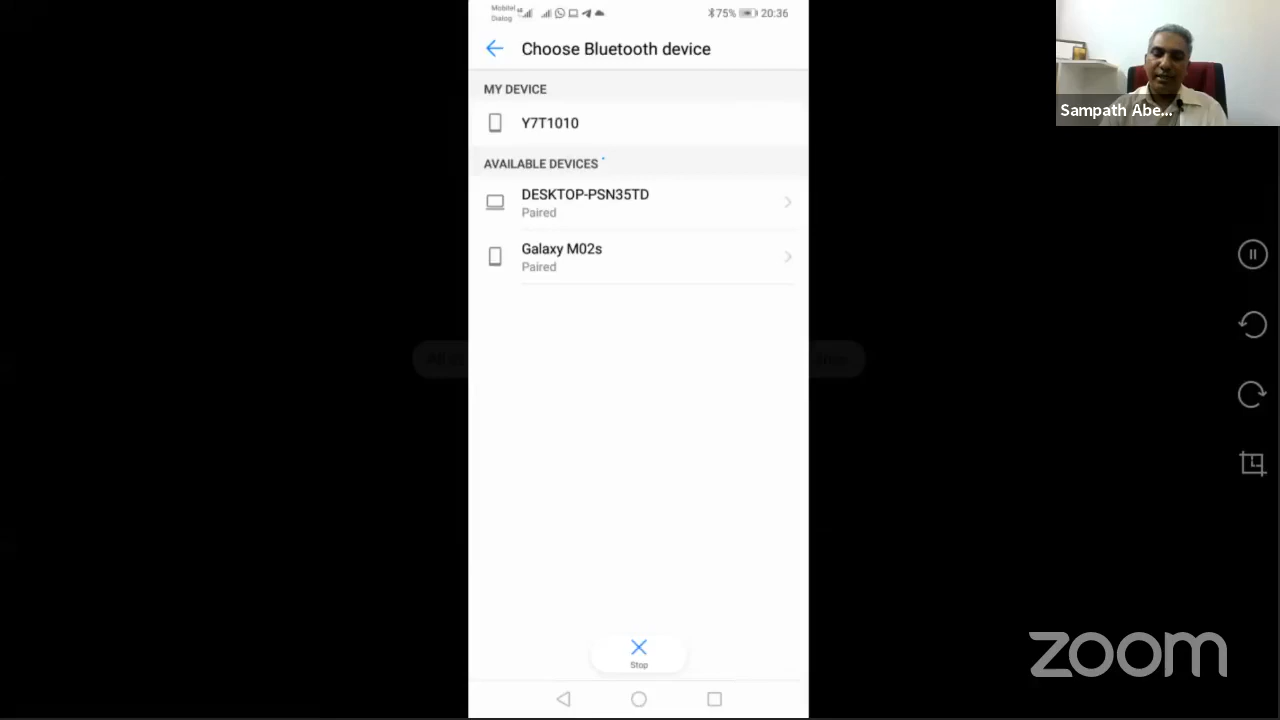 Mobitel
Dialog
75%
20:36
Choose Bluetooth device
MY DEVICE
Y7T1010
AVAILABLE DEVICES
DESKTOP-PSN35TD
Paired
Galaxy M02s
Paired
Stop
Sampath Abe...
zoom